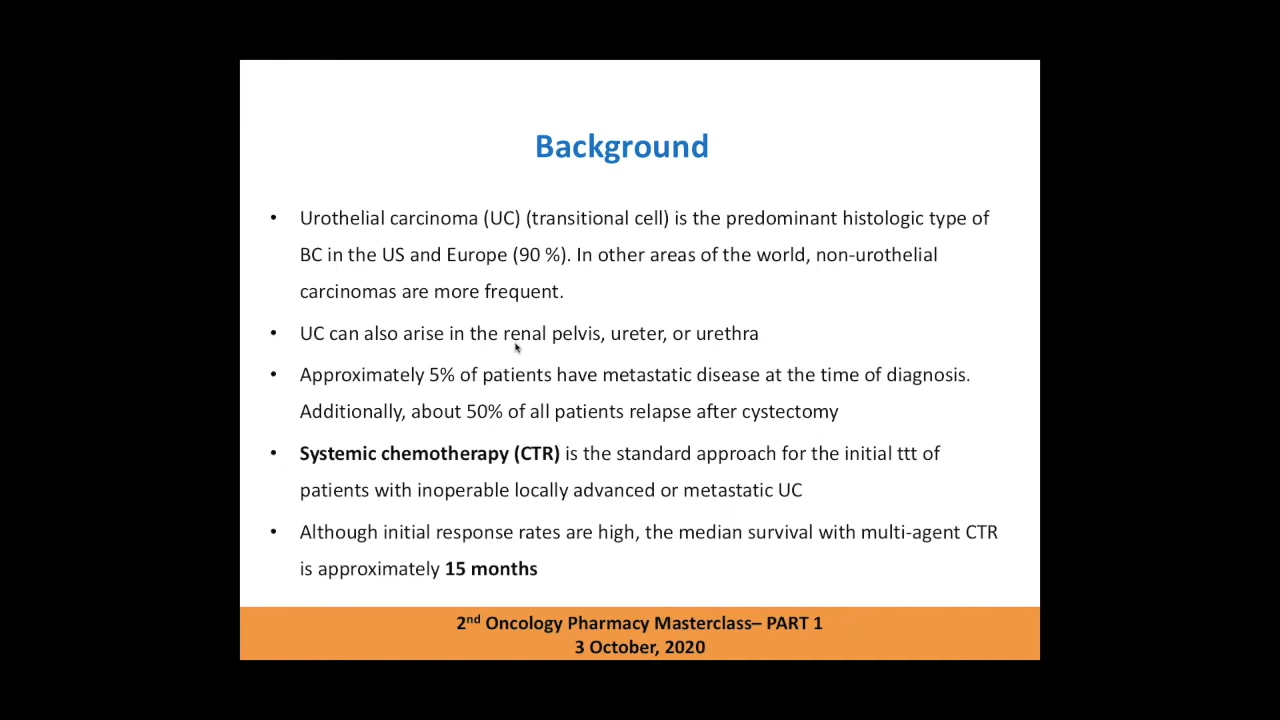 Background
• Urothelial carcinoma (UC) (transitional cell) is the predominant histologic type of
BC in the US and Europe (90 %). In other areas of the world, non-urothelial
carcinomas are more frequent.
• UC can also arise in the renal pelvis, ureter, or urethra
• Approximately 5% of patients have metastatic disease at the time of diagnosis.
Additionally, about 50% of all patients relapse after cystectomy
• Systemic chemotherapy (CTR) is the standard approach for the initial ttt of
patients with inoperable locally advanced or metastatic UC
• Although initial response rates are high, the median survival with multi-agent CTR
is approximately 15 months
2nd Oncology Pharmacy Masterclass– PART 1
3 October, 2020